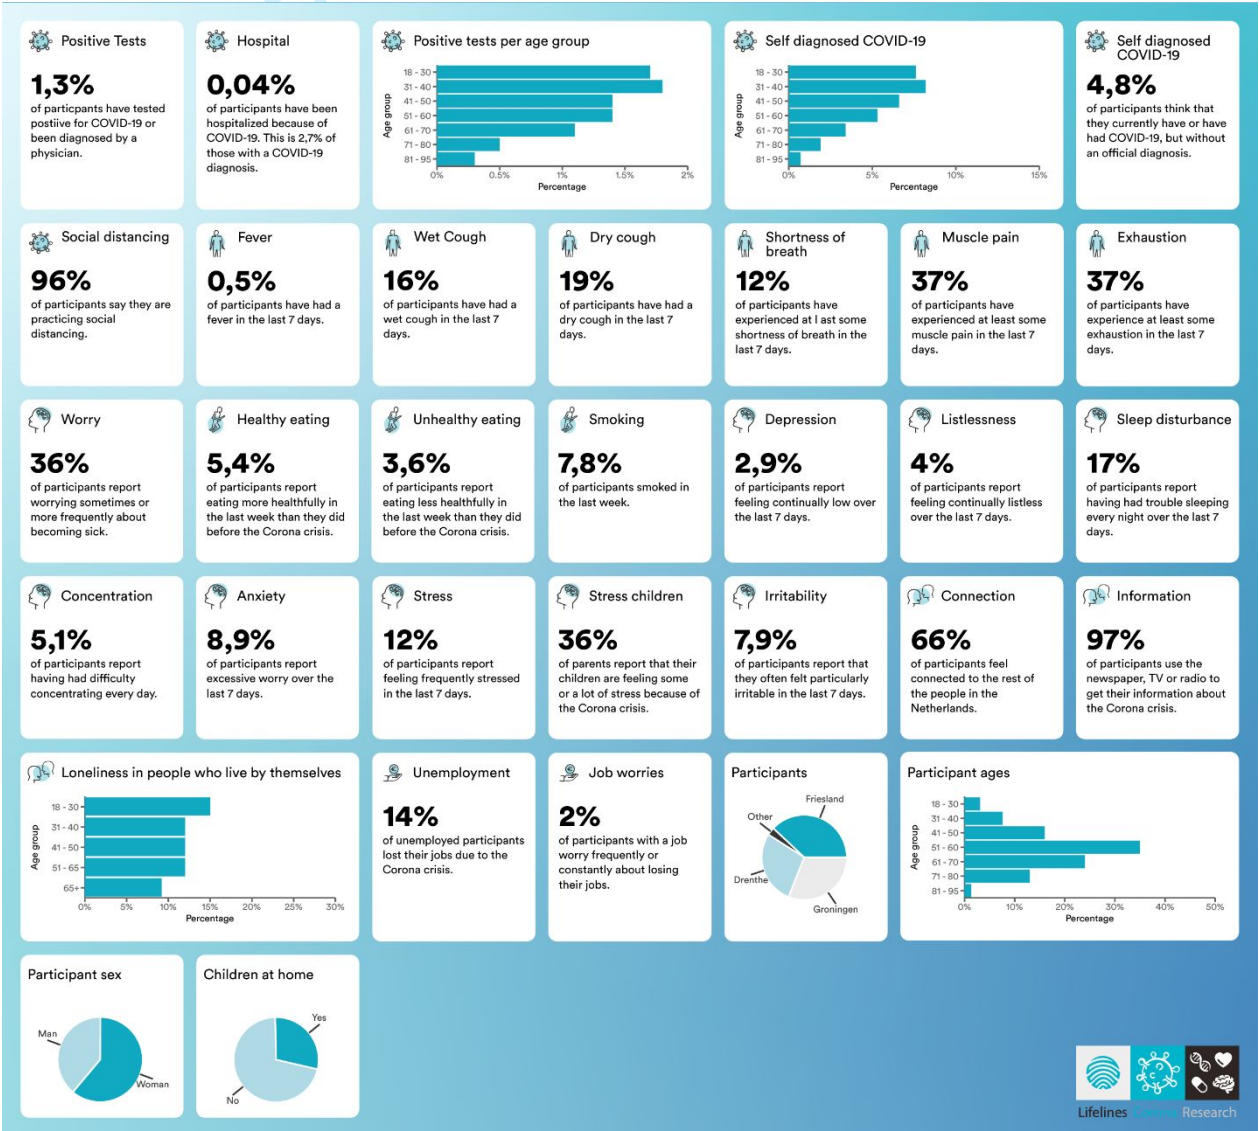 Positive Tests
1,3%
of particpants have tested
postiive for COVID-19 or
been diagnosed by a
physician.
Hospital
0,04%
of particpants have been
hospitalized because of
COVID-19. This is 2,7% of
those with a COVID-19
diagnosis.
Positive tests per age group
Age group
18 - 30
31 - 40
41 - 50
51 - 60
61 - 70
71 - 80
81 - 95
0%
0.5%
1%
1.5%
2%
Percentage
Self diagnosed COVID-19
Age group
18 - 30
31 - 40
41 - 50
51 - 60
61 - 70
71 - 80
81 - 95
0%
5%
10%
15%
Percentage
Self diagnosed
COVID-19
4,8%
of participants think that
they currently have or have
had COVID-19, but without
an official diagnosis.
Social distancing
96%
of participants say they are
practicing social
distancing.
Fever
0,5%
of participants have had a
fever in the last 7 days.
Wet Cough
16%
of participants have had a
wet cough in the last 7
days.
Dry cough
19%
of participants have had a
dry cough in the last 7
days.
Shortness of
breath
12%
of participants have
experienced at l ast some
shortness of breath in the
last 7 days.
Muscle pain
37%
of participants have
experienced at least some
muscle pain in the last 7
days.
Exhaustion
37%
of participants have
experience at least some
exhaustion in the last 7
days.
Worry
36%
of participants report
worrying sometimes or
more frequently about
becoming sick.
Healthy eating
5,4%
of participants report
eating more healthfully in
the last week than they did
before the Corona crisis.
Unhealthy eating
3,6%
of participants report
eating less healthfully in
the last week than they did
before the Corona crisis.
Smoking
7,8%
of participants smoked in
the last week.
Depression
2,9%
of participants report
feeling continually low over
the last 7 days.
Listlessness
4%
of participants report
feeling continually listless
over the last 7 days.
Sleep disturbance
17%
of participants report
having had trouble sleeping
every night over the last 7
days.
Concentration
5,1%
of participants report
having had difficulty
concentrating every day.
Anxiety
8,9%
of participants report
excessive worry over the
last 7 days.
Stress
12%
of participants report
feeling frequently stressed
in the last 7 days.
Stress children
36%
of parents report that their
children are feeling some
or a lot of stress because of
the Corona crisis.
Irritability
7,9%
of participants report that
they often felt particularly
irritable in the last 7 days.
Connection
66%
of participants feel
connected to the rest of
the people in the
Netherlands.
Information
97%
of participants use the
newspaper, TV or radio to
get their information about
the Corona crisis.
Loneliness in people who live by themselves
Age group
18 - 30
31 - 40
41 - 50
51 - 65
65+
0%
5%
10%
15%
20%
25%
30%
Percentage
Unemployment
14%
of unemployed participants
lost their jobs due to the
Corona crisis.
Job worries
2%
of participants with a job
worry frequently or
constantly about losing
their jobs.
Participants
Friesland
Other
Drenthe
Groningen
Participant ages
Age group
18 - 30
31 - 40
41 - 50
51 - 60
61 - 70
71 - 80
81 - 95
0%
10%
20%
30%
40%
50%
Percentage
Participant sex
Man
Woman
Children at home
Yes
No
Lifelines Corona Research